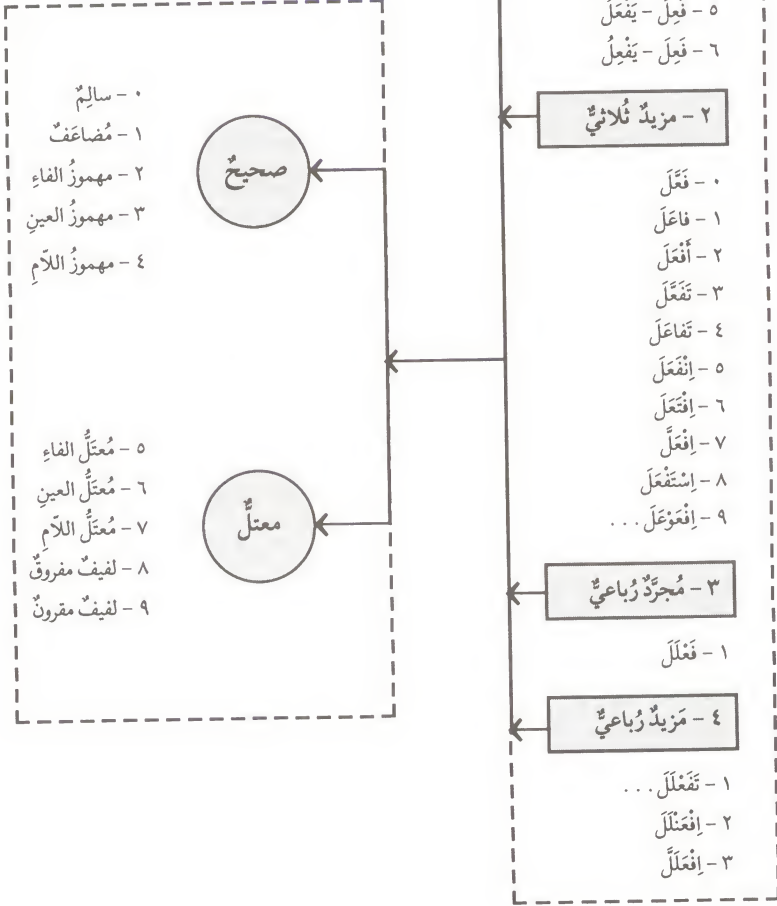 ٥ - فَعِلَ - يَفْعَلُ
٦ - فَعِلَ - يَفْعِلُ
٢ - مزيدٌ ثُلاثيٌّ
٠ - فَعَّلَ
١ - فاعَلَ
٢ - أَفْعَلَ
٣ - تَفَعَّلَ
٤ - تَفاعَلَ
٥ - اِنْفَعَلَ
٦ - اِفْتَعَلَ
٧ - اِفْعَلَّ
٨ - اِسْتَفْعَلَ
٩ - اِفْعَوْعَلَ...
٣ - مُجرَّدٌ رُباعيٌّ
١ - فَعْلَلَ
٤ - مَزيدٌ رُباعيٌّ
١ - تَفَعْلَلَ...
٢ - اِفْعَنْلَلَ
٣ - اِفْعَلَلَّ
صحيحٌ
٠ - سالِمٌ
١ - مُضاعَفٌ
٢ - مهموزُ الفاءِ
٣ - مهموزُ العينِ
٤ - مهموزُ اللاّمِ
معتلٌّ
٥ - مُعتَلُّ الفاءِ
٦ - مُعتَلُّ العينِ
٧ - مُعتَلُّ اللاّمِ
٨ - لفيفٌ مفروقٌ
٩ - لفيفٌ مقرونٌ